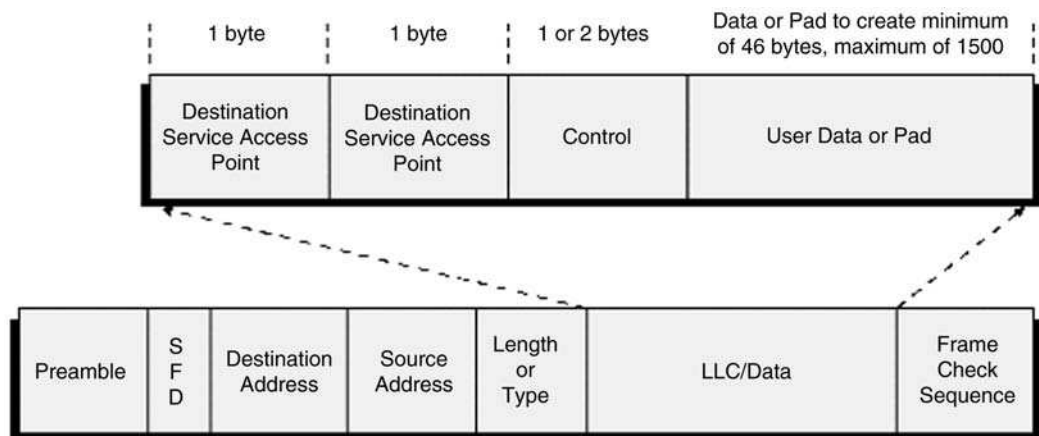 1 byte
1 byte
1 or 2 bytes
Data or Pad to create minimum
of 46 bytes, maximum of 1500
Destination
Service Access
Point
Destination
Service Access
Point
Control
User Data or Pad
Preamble
S
F
D
Destination
Address
Source
Address
Length
or
Type
LLC/Data
Frame
Check
Sequence